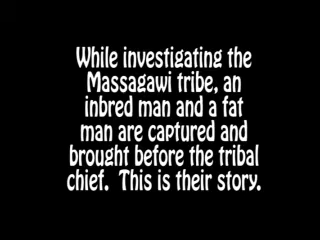 While investigating the
Massagawi tribe, an
inbred man and a fat
man are captured and
brought before the tribal
chief.  This is their story.